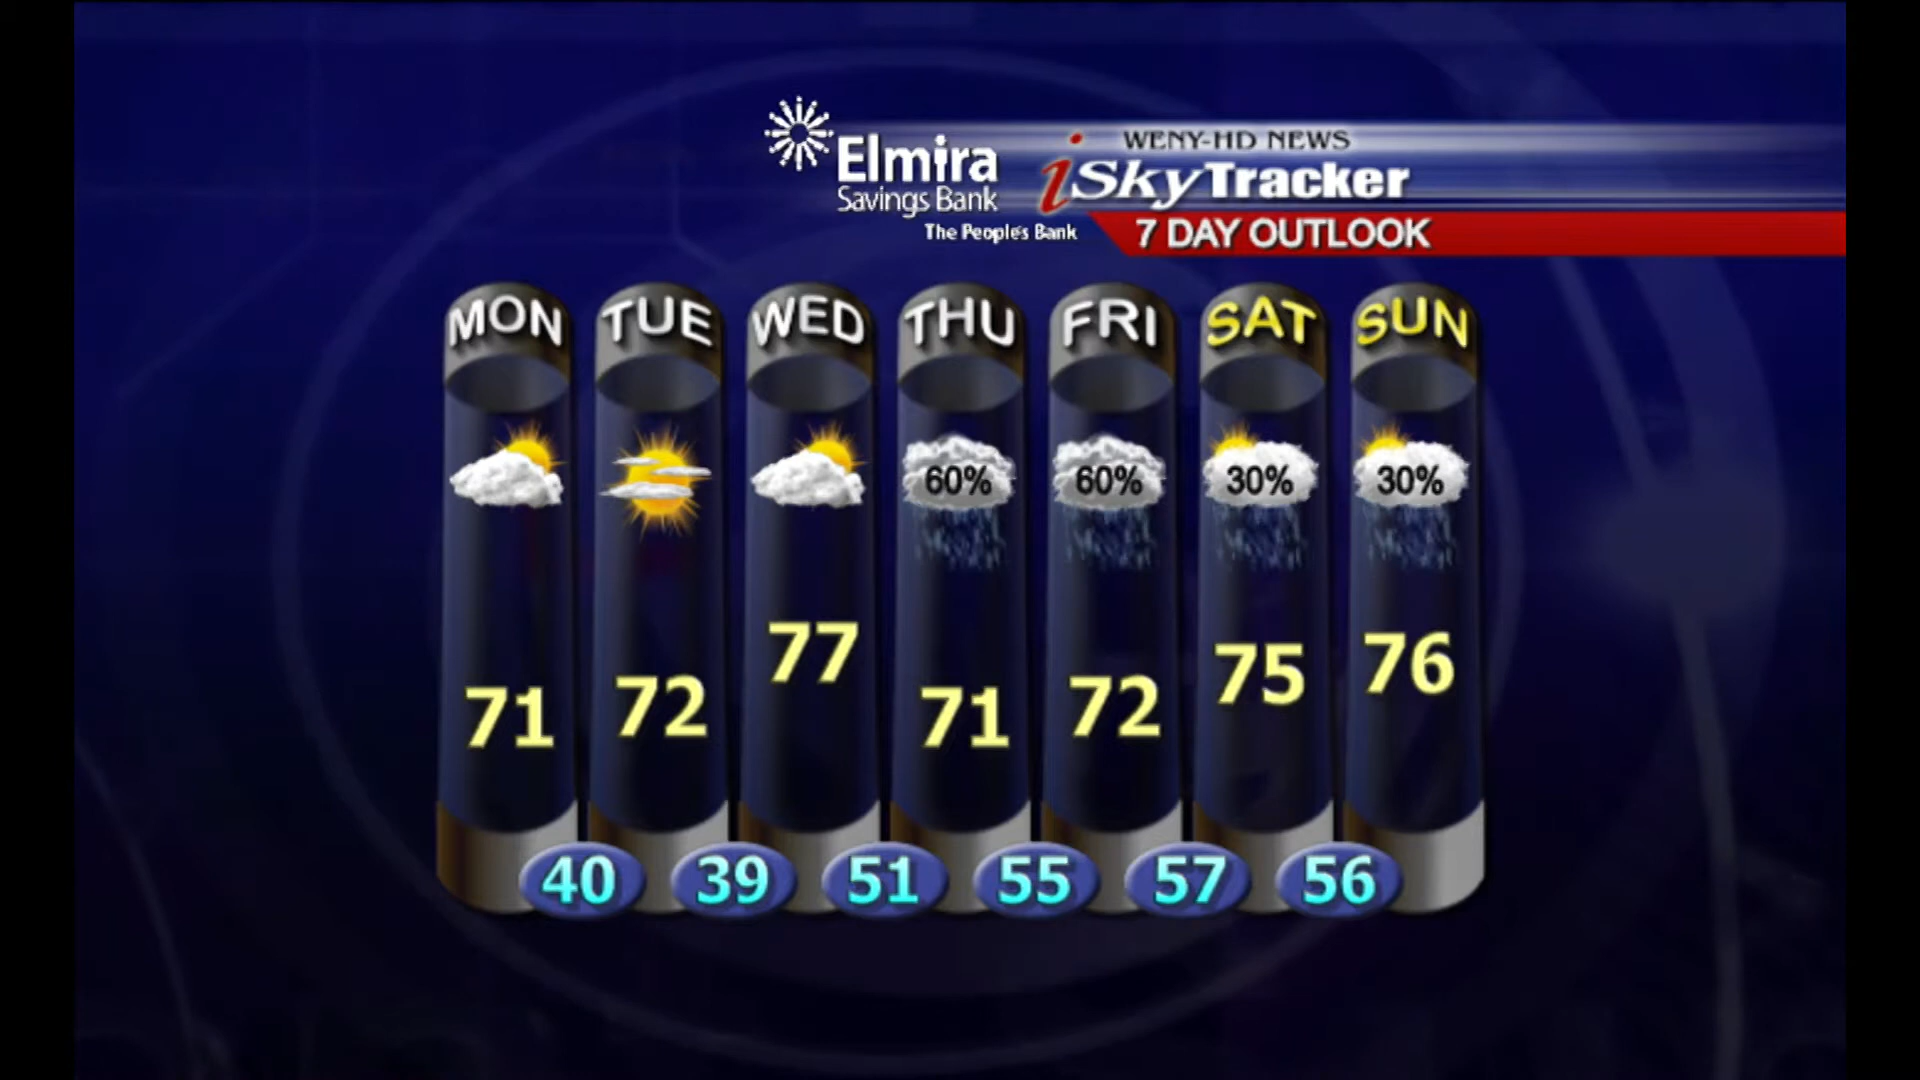 Elmira
Savings Bank
The People's Bank
WENY-HD NEWS
iSkyTracker
7 DAY OUTLOOK
MON TUE WED THU FRI SAT SUN
60% 60% 30% 30%
71 72 77 71 72 75 76
40 39 51 55 57 56